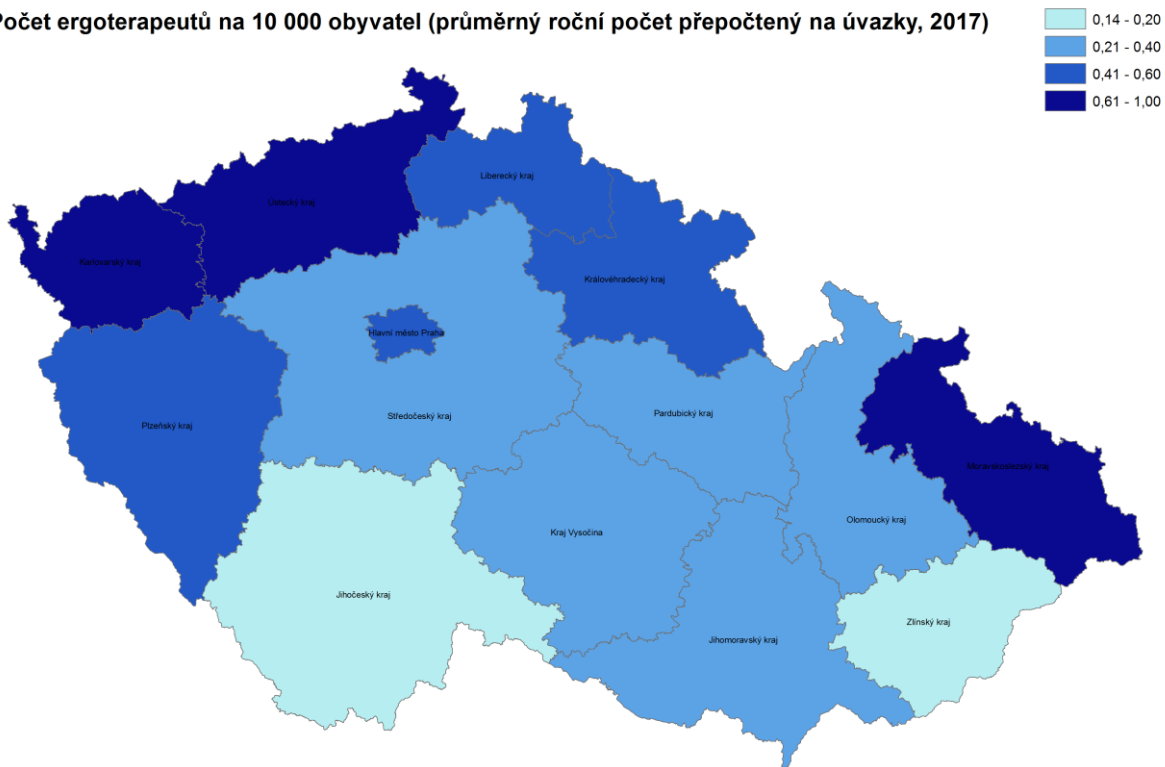 Počet ergoterapeutů na 10 000 obyvatel (průměrný roční počet přepočtený na úvazky, 2017)
0,14 - 0,20
0,21 - 0,40
0,41 - 0,60
0,61 - 1,00
Liberecký kraj
Ústecký kraj
Karlovarský kraj
Královéhradecký kraj
Hlavní město Praha
Středočeský kraj
Pardubický kraj
Plzeňský kraj
Moravskoslezský kraj
Olomoucký kraj
Kraj Vysočina
Jihočeský kraj
Zlínský kraj
Jihomoravský kraj